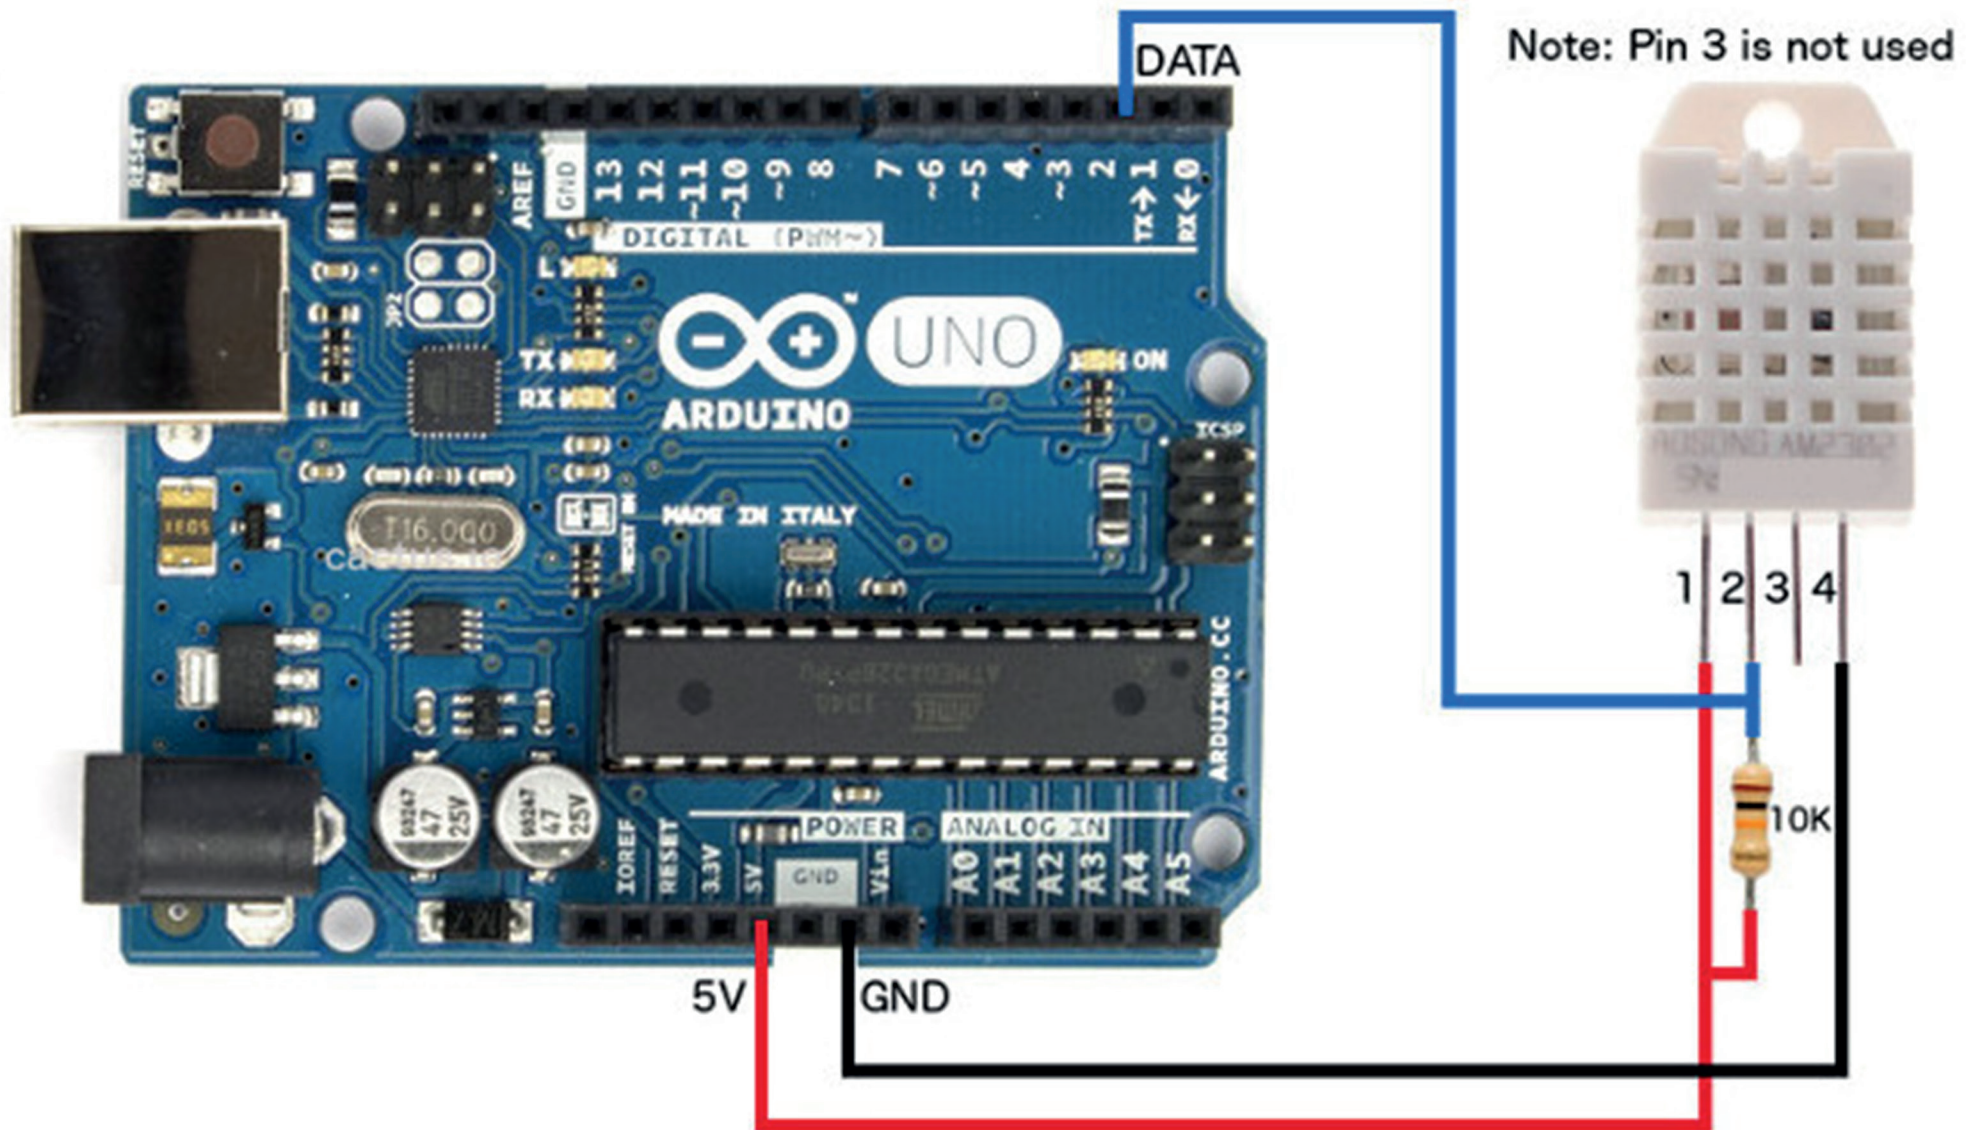 DATA
Note: Pin 3 is not used
RESET
AREF
GND
13
12
~11
~10
~9
8
7
~6
~5
4
~3
2
TX→1
RX←0
DIGITAL (PWM~)
L
JP2
TX
RX
UNO
ON
ARDUINO
ICSP
AOSONG AM2302
T16.000
MADE IN ITALY
1
2
3
4
ARDUINO.CC
47
25V
47
25V
10K
POWER
ANALOG IN
IOREF
RESET
3.3V
5V
GND
Vin
A0
A1
A2
A3
A4
A5
5V
GND